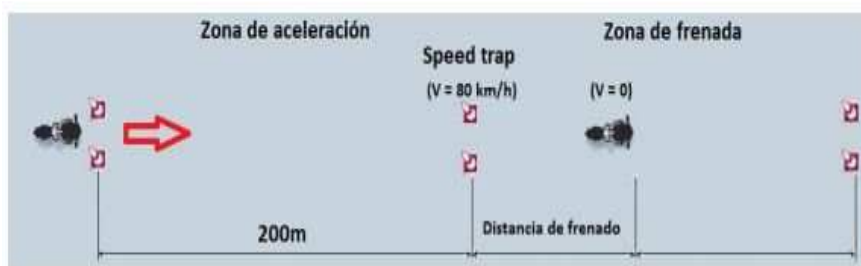 Zona de aceleración
Zona de frenada
Speed trap
(V = 80 km/h)
(V = 0)
200m
Distancia de frenado